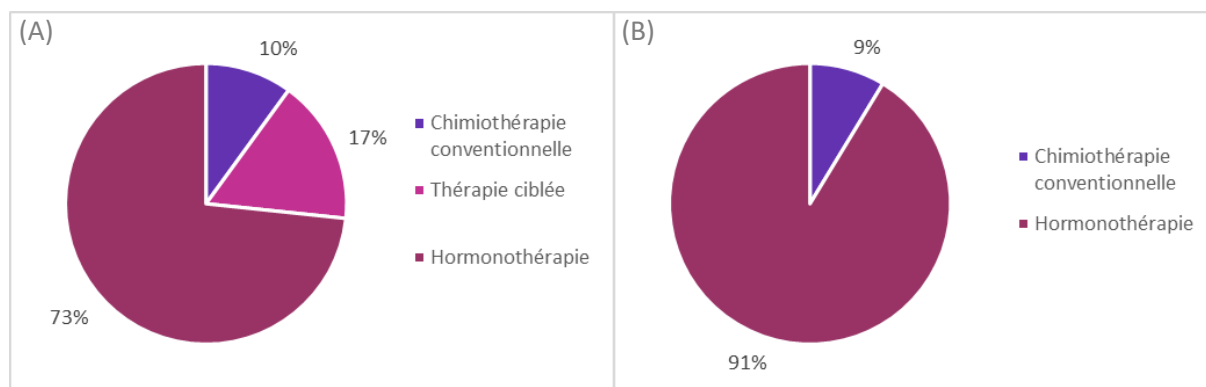 (A)
10%
17%
73%
Chimiothérapie
conventionnelle
Thérapie ciblée
Hormonothérapie
(B)
9%
91%
Chimiothérapie
conventionnelle
Hormonothérapie